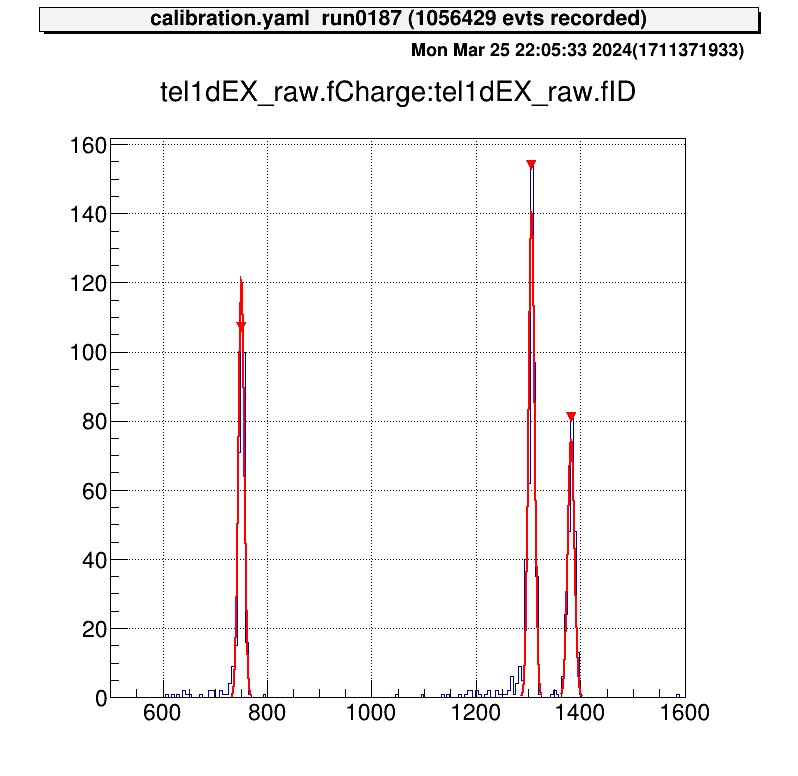 calibration.yaml run0187 (1056429 evts recorded)
Mon Mar 25 22:05:33 2024(1711371933)
tel1dEX_raw.fCharge:tel1dEX_raw.fID
160
140
120
100
80
60
40
20
0
600 800 1000 1200 1400 1600